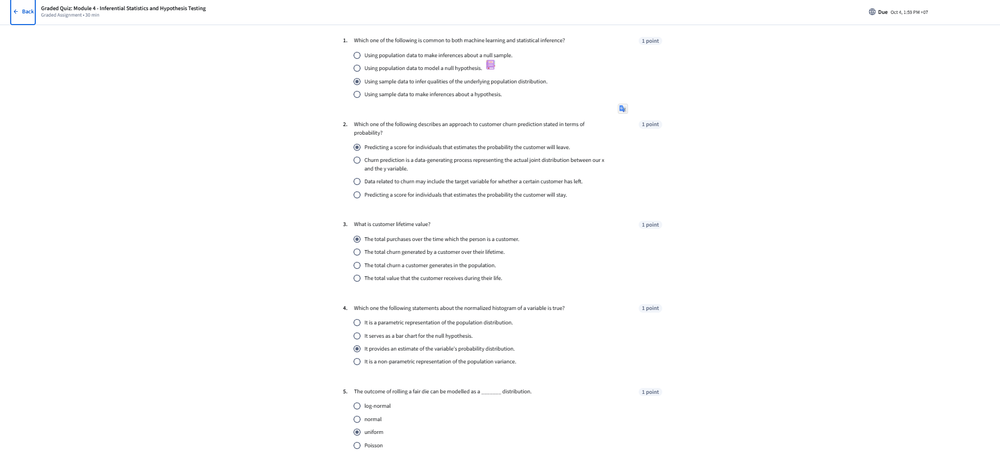 Back
Graded Quiz: Module 4 - Inferential Statistics and Hypothesis Testing
Graded Assignment • 30 min
Due Oct 4, 1:59 PM +07
1. Which one of the following is common to both machine learning and statistical inference? 1 point
Using population data to make inferences about a null sample.
Using population data to model a null hypothesis.
Using sample data to infer qualities of the underlying population distribution.
Using sample data to make inferences about a hypothesis.
2. Which one of the following describes an approach to customer churn prediction stated in terms of 1 point
probability?
Predicting a score for individuals that estimates the probability the customer will leave.
Churn prediction is a data-generating process representing the actual joint distribution between our x
and the y variable.
Data related to churn may include the target variable for whether a certain customer has left.
Predicting a score for individuals that estimates the probability the customer will stay.
3. What is customer lifetime value? 1 point
The total purchases over the time which the person is a customer.
The total churn generated by a customer over their lifetime.
The total churn a customer generates in the population.
The total value that the customer receives during their life.
4. Which one the following statements about the normalized histogram of a variable is true? 1 point
It is a parametric representation of the population distribution.
It serves as a bar chart for the null hypothesis.
It provides an estimate of the variable's probability distribution.
It is a non-parametric representation of the population variance.
5. The outcome of rolling a fair die can be modelled as a _______ distribution. 1 point
log-normal
normal
uniform
Poisson